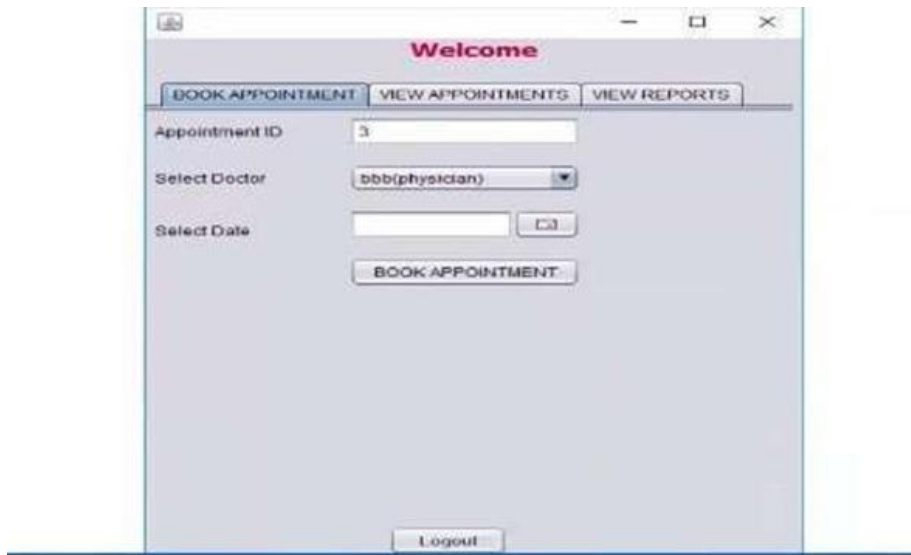 Welcome
BOOK APPOINTMENT VIEW APPOINTMENTS VIEW REPORTS
Appointment ID 3
Select Doctor bbb(physician)
Select Date
BOOK APPOINTMENT
Logout